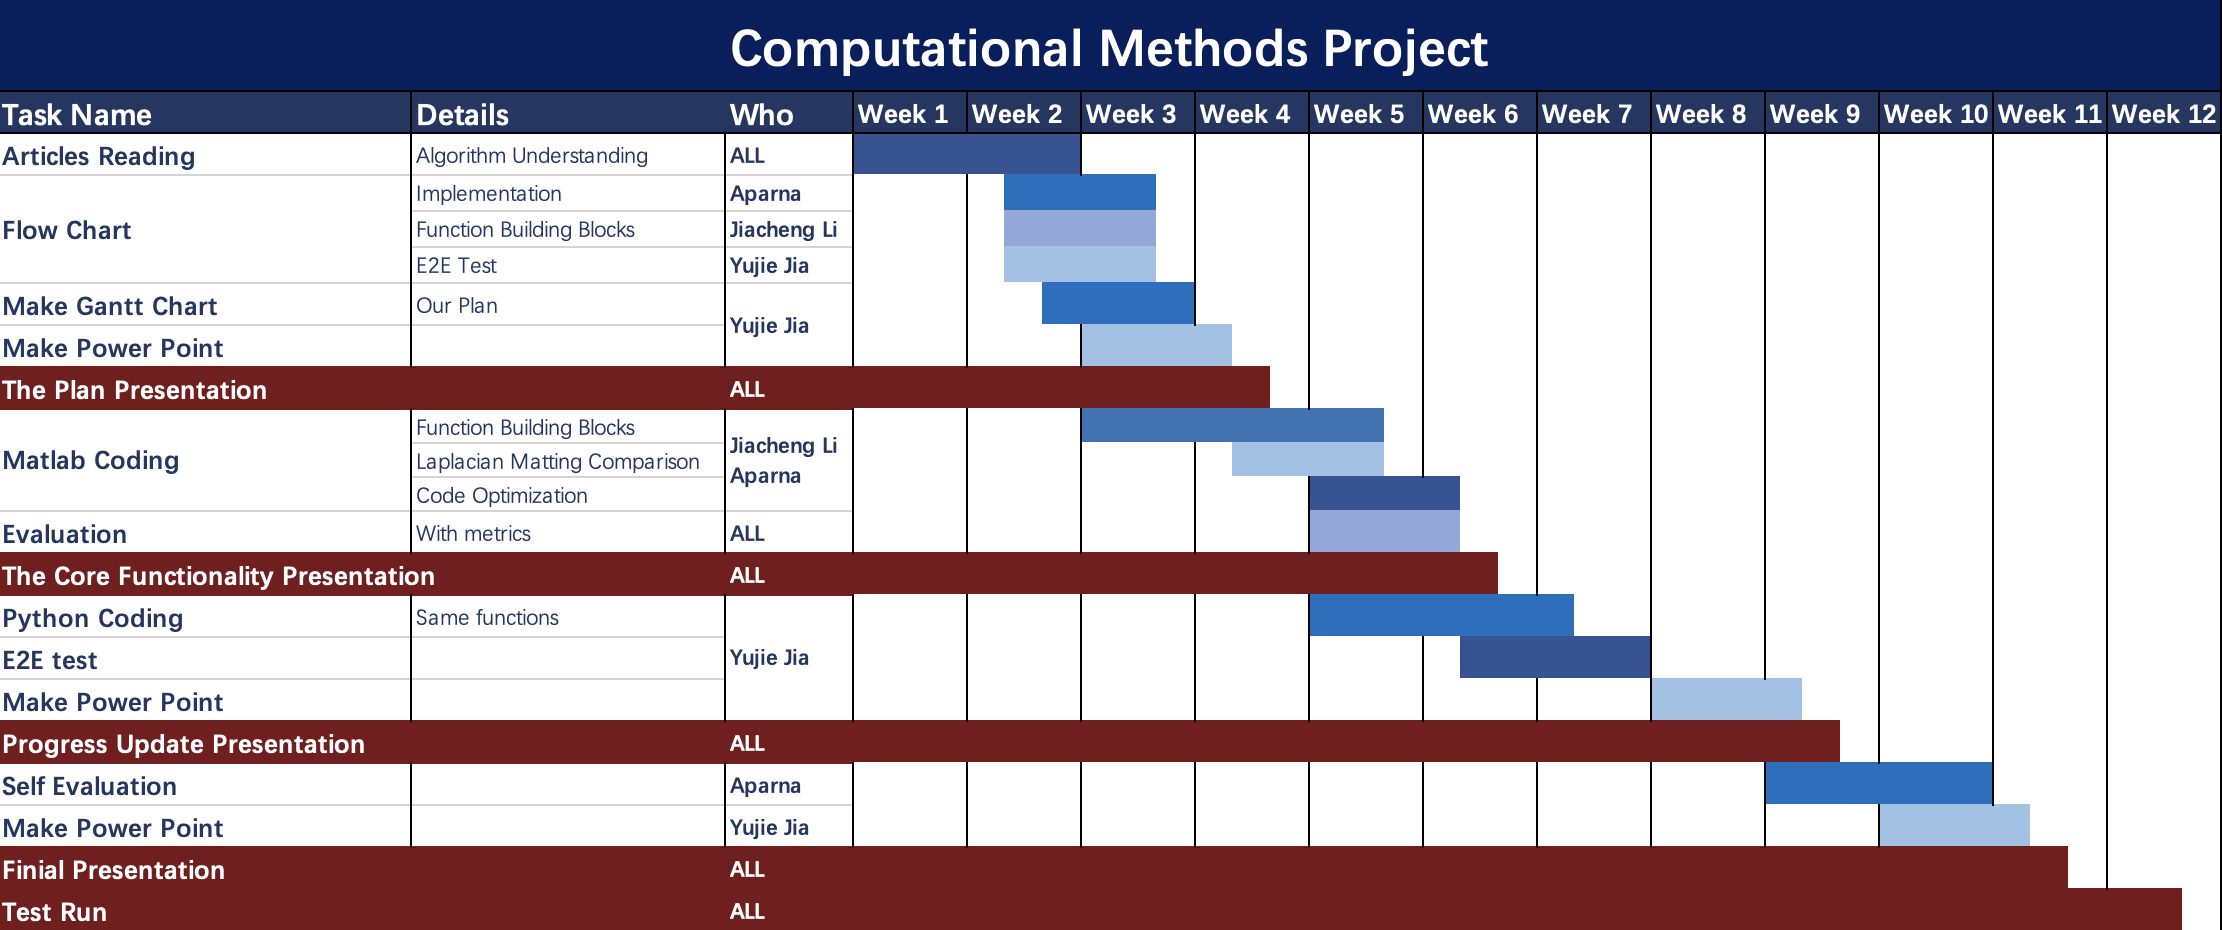 Computational Methods Project
Task Name Details Who Week 1 Week 2 Week 3 Week 4 Week 5 Week 6 Week 7 Week 8 Week 9 Week 10 Week 11 Week 12
Articles Reading Algorithm Understanding ALL
Flow Chart
Implementation Aparna
Function Building Blocks Jiacheng Li
E2E Test Yujie Jia
Make Gantt Chart Our Plan
Yujie Jia
Make Power Point
The Plan Presentation ALL
Matlab Coding
Function Building Blocks
Laplacian Matting Comparison
Code Optimization
Jiacheng Li
Aparna
Evaluation With metrics ALL
The Core Functionality Presentation ALL
Python Coding Same functions
E2E test
Yujie Jia
Make Power Point
Progress Update Presentation ALL
Self Evaluation Aparna
Make Power Point Yujie Jia
Finial Presentation ALL
Test Run ALL